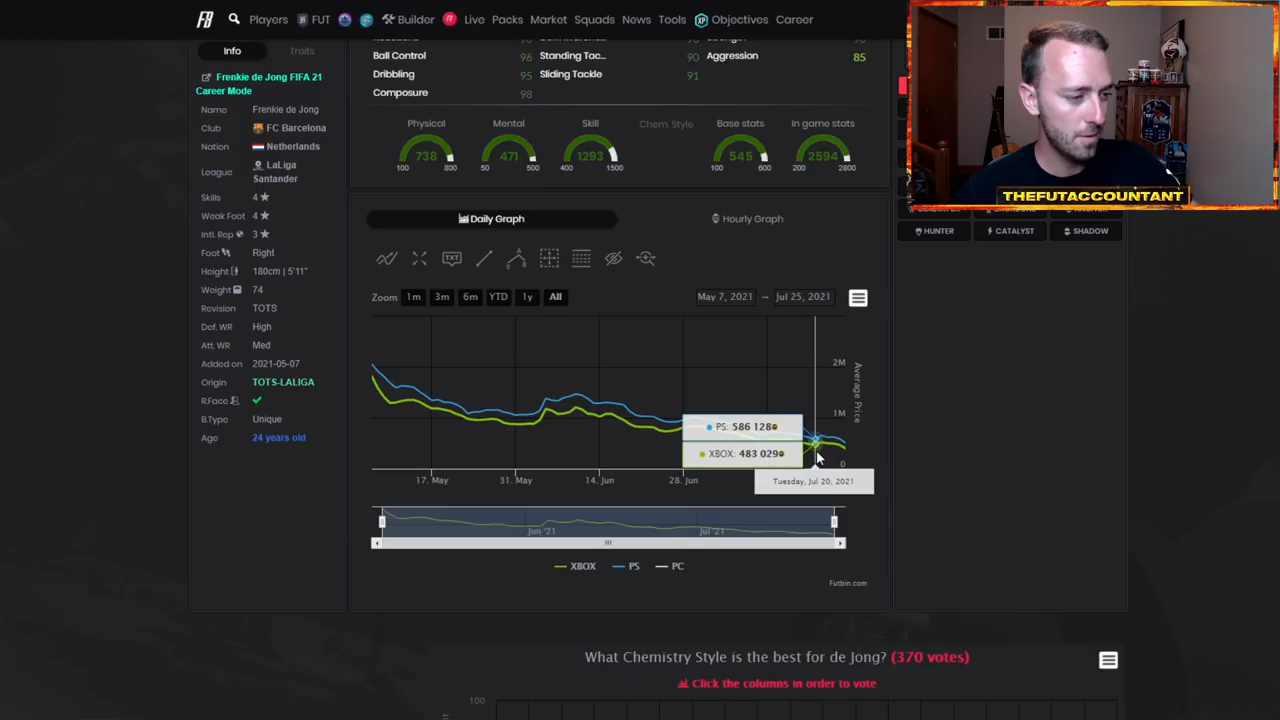 FB Players FUT Builder Live Packs Market Squads News Tools XP Objectives Career
Info Traits
Frenkie de Jong FIFA 21
Career Mode
Name Frenkie de Jong
Club FC Barcelona
Nation Netherlands
League LaLiga
Santander
Skills 4
Weak Foot 4
Intl. Rep 3
Foot Right
Height 180cm | 5'11"
Weight 74
Revision TOTS
Def. WR High
Att. WR Med
Added on 2021-05-07
Origin TOTS-LALIGA
R.Face
B.Type Unique
Age 24 years old
Ball Control 96 Standing Tac... 90 Aggression 85
Dribbling 95 Sliding Tackle 91
Composure 98
Physical Mental Skill Chem. Style Base stats In game stats
738 471 1293 545 2594
100 800 50 500 400 1500 100 600 200 2800
Daily Graph Hourly Graph
TXT
Zoom 1m 3m 6m YTD 1y All May 7, 2021 → Jul 25, 2021
2M
1M
0
Average Price
PS: 586 128
XBOX: 483 029
Tuesday, Jul 20, 2021
17. May 31. May 14. Jun 28. Jun
Jun '21 Jul '21
XBOX PS PC
Futbin.com
What Chemistry Style is the best for de Jong? (370 votes)
Click the columns in order to vote
100
THEFUTACCOUNTANT
HUNTER CATALYST SHADOW